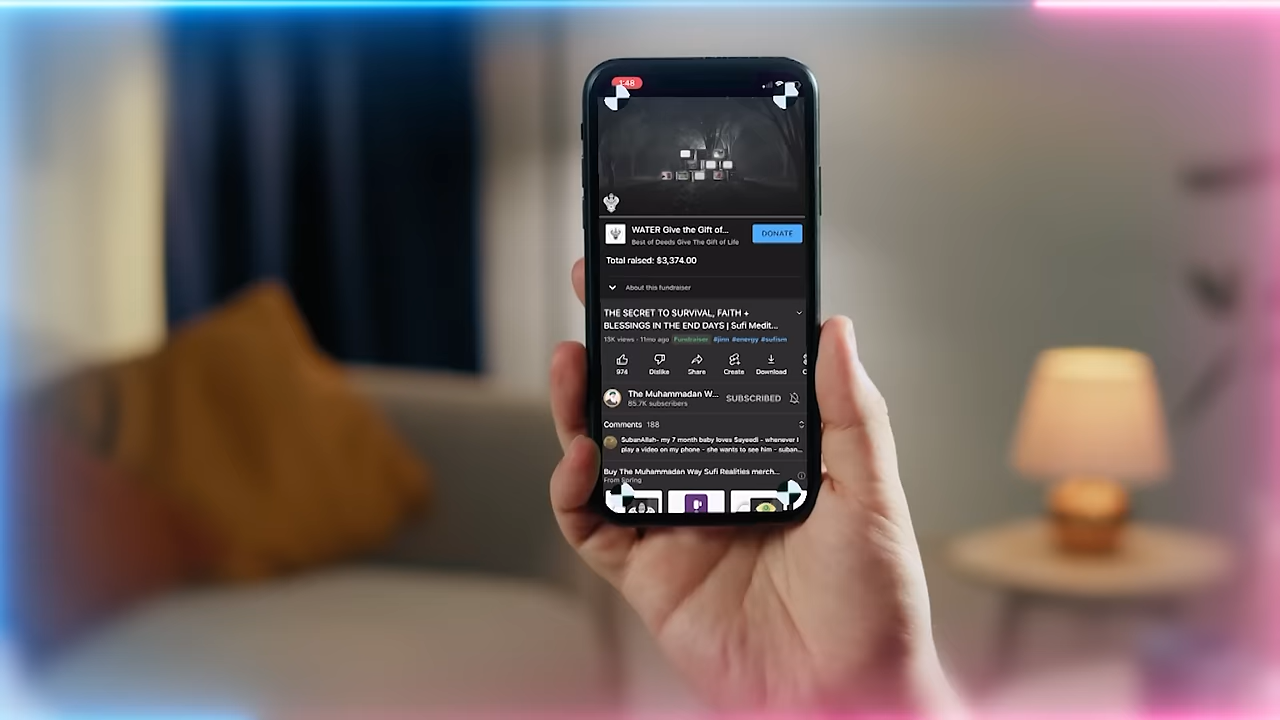 1:48
WATER Give the Gift of...
Best of Deeds Give The Gift of Life
DONATE
Total raised: $3,374.00
About this fundraiser
THE SECRET TO SURVIVAL, FAITH +
BLESSINGS IN THE END DAYS | Sufi Medit...
13K views · 11mo ago Fundraiser #jinn #energy #sufism
974 Dislike Share Create Download
The Muhammadan W...
85.7K subscribers
SUBSCRIBED
Comments 188
SubanAllah- my 7 month baby loves Sayeedi - whenever I
play a video on my phone - she wants to see him - suban...
Buy The Muhammadan Way Sufi Realities merch...
From Spring